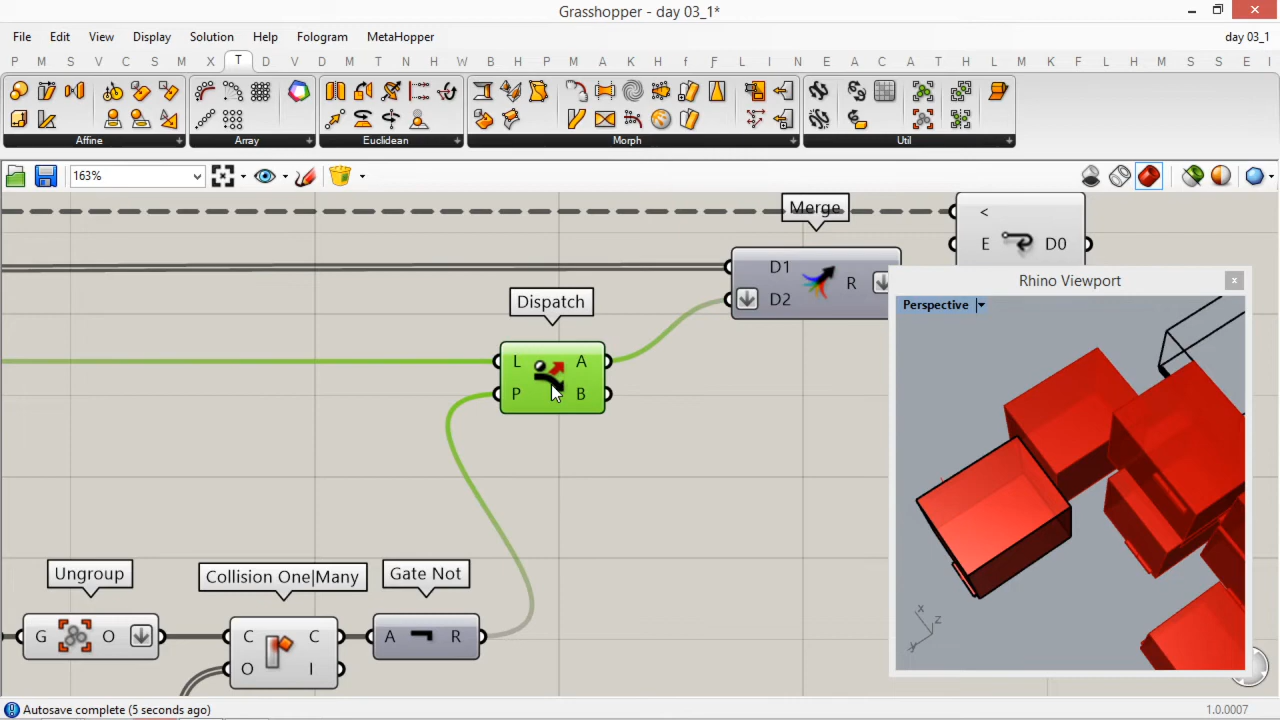 Grasshopper - day 03_1*
File Edit View Display Solution Help Fologram MetaHopper day 03_1
P M S V C S M X T D V T M D T V R H W B H P M A K f ƒ L I N M E D A D H P L H V M P S S V E I
Affine Array Euclidean Morph Util
163%
Merge
< E D0
D1 D2 R
Rhino Viewport
Perspective
Dispatch
L A
P B
x z y
Ungroup
Collision One|Many
Gate Not
G O
C C
A R
O I
Autosave complete (5 seconds ago) 1.0.0007